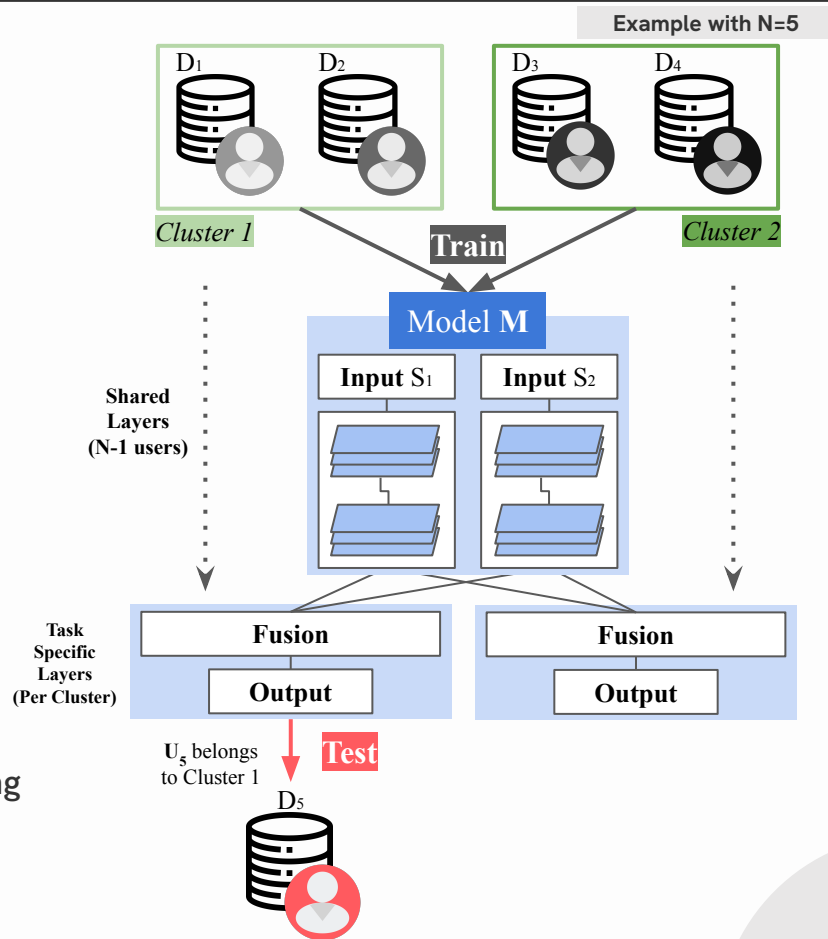 Example with N=5
D1 D2 D3 D4
Cluster 1 Cluster 2
Train
Model M
Input S1 Input S2
Shared
Layers
(N-1 users)
Task
Specific
Layers
(Per Cluster)
Fusion Fusion
Output Output
U5 belongs
to Cluster 1
Test
D5